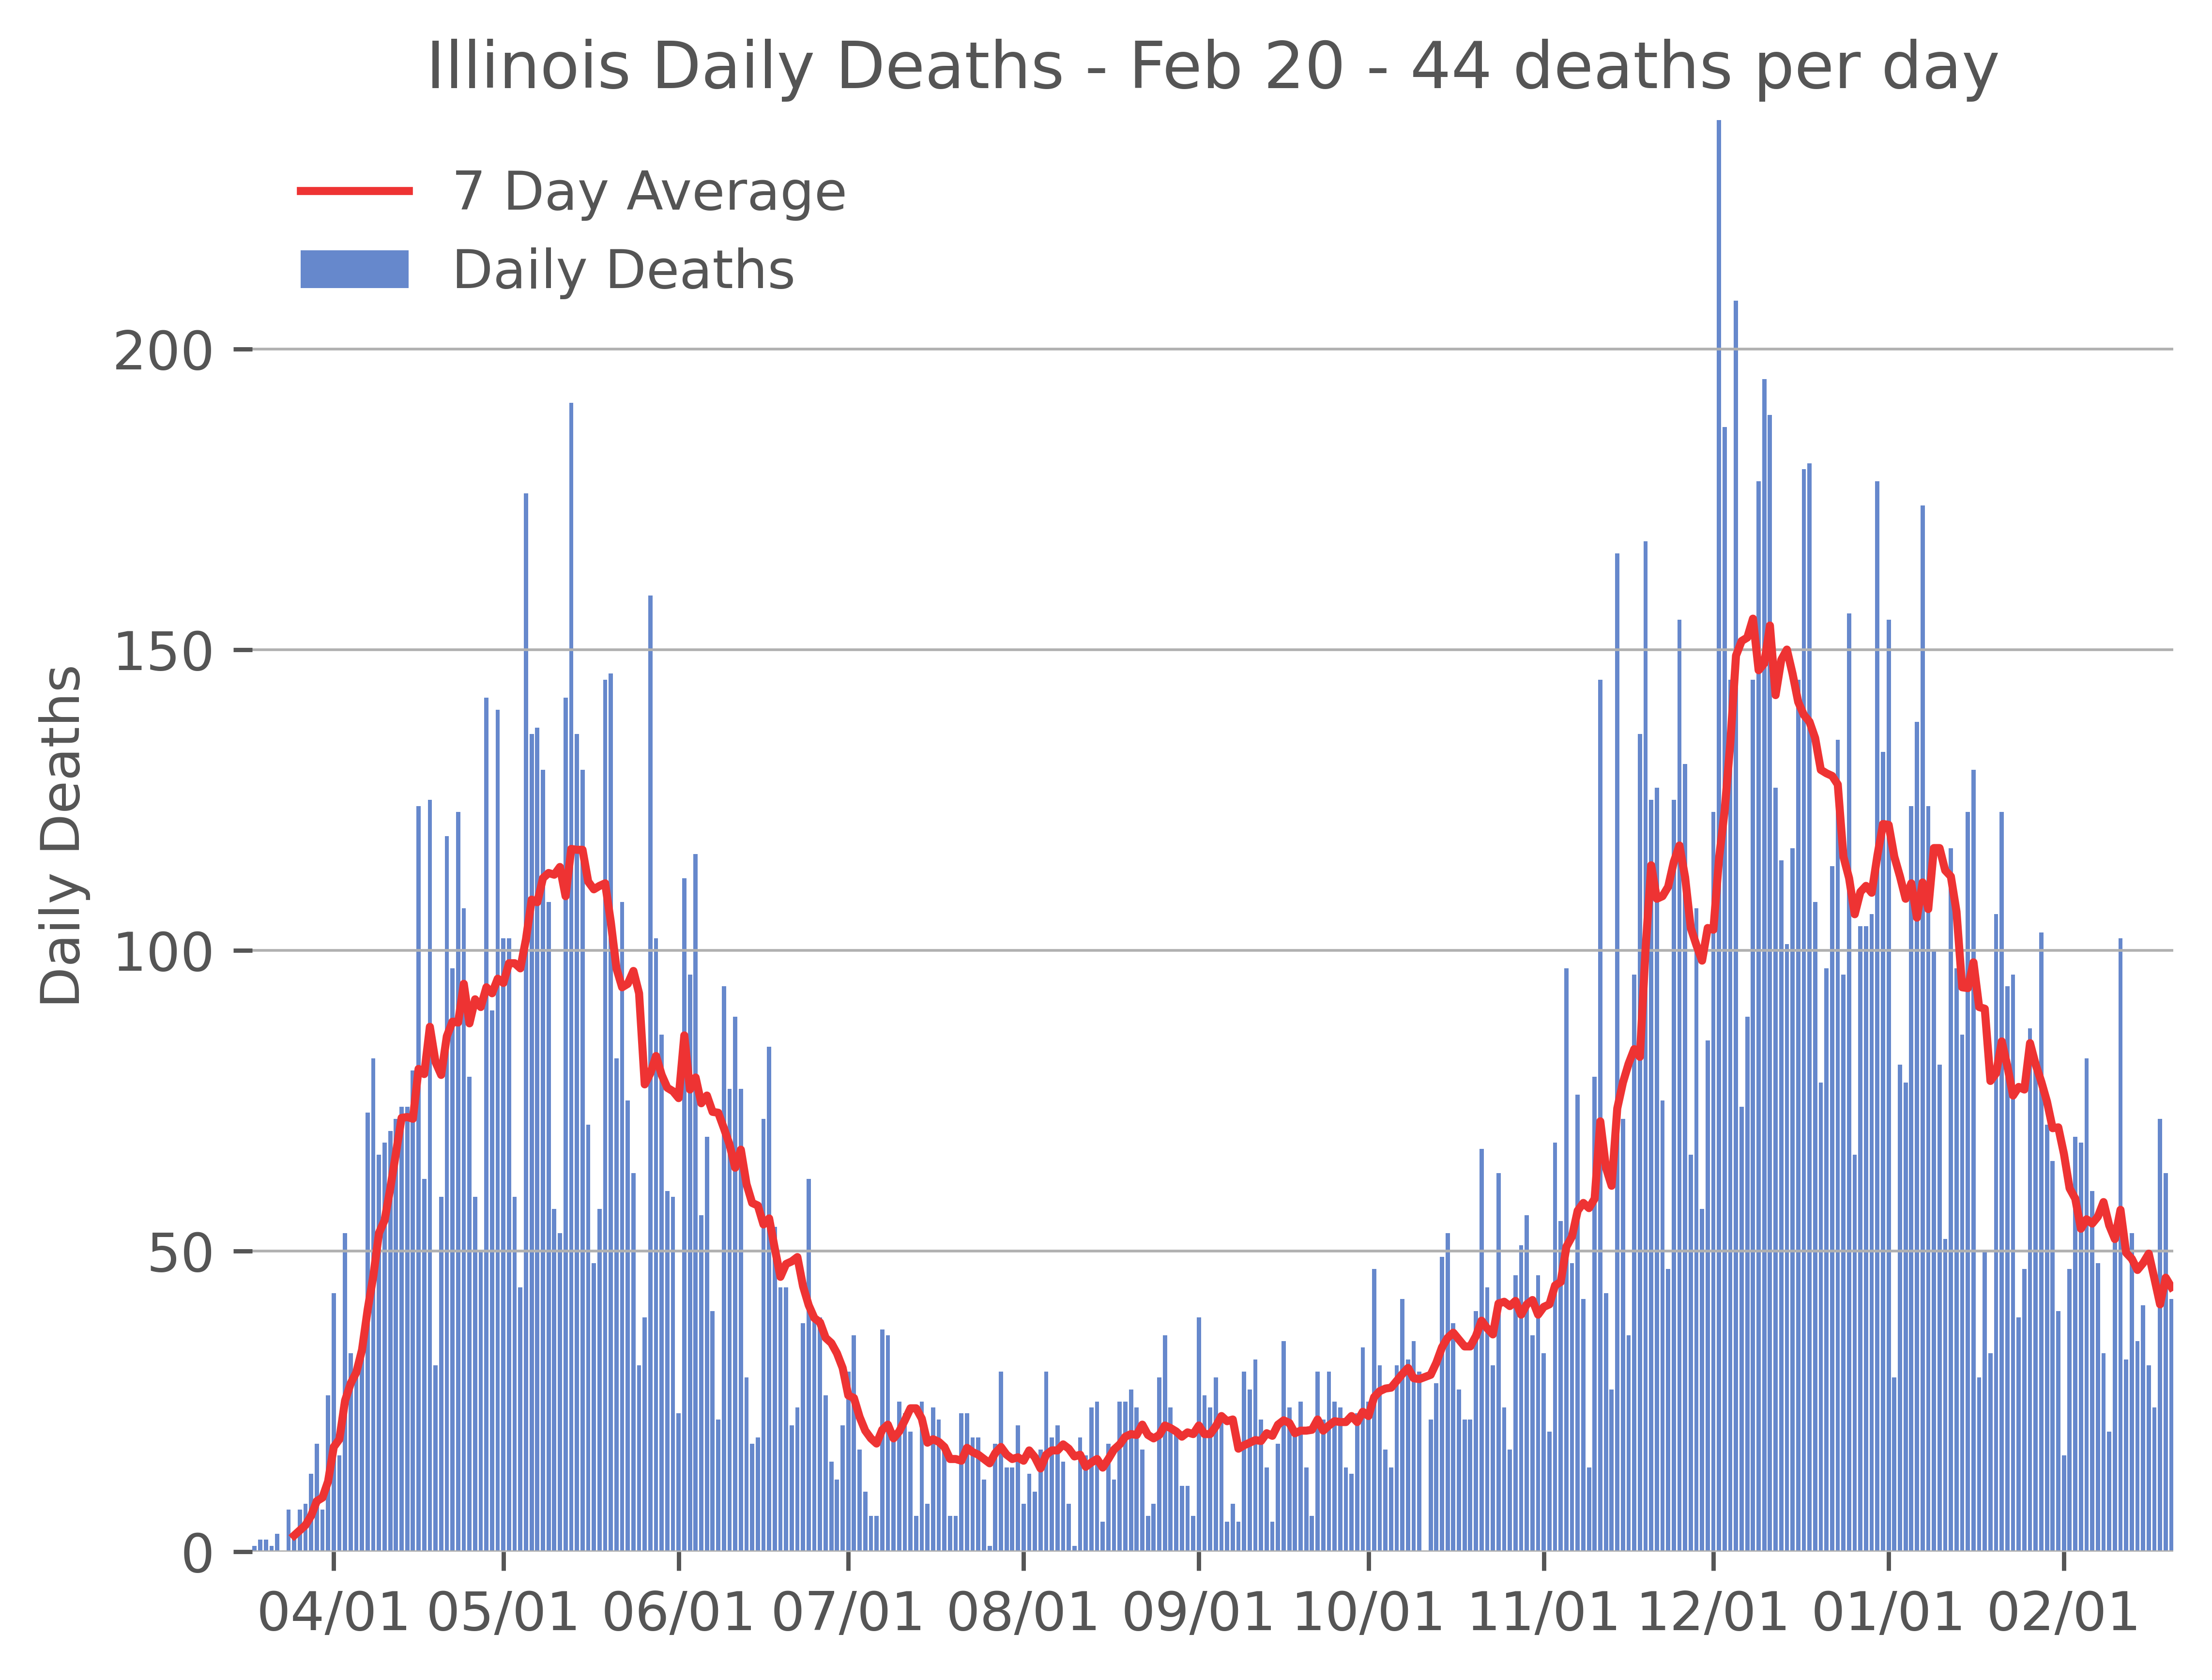 Illinois Daily Deaths - Feb 20 - 44 deaths per day
7 Day Average
Daily Deaths
200
150
100
50
0
Daily Deaths
04/01 05/01 06/01 07/01 08/01 09/01 10/01 11/01 12/01 01/01 02/01